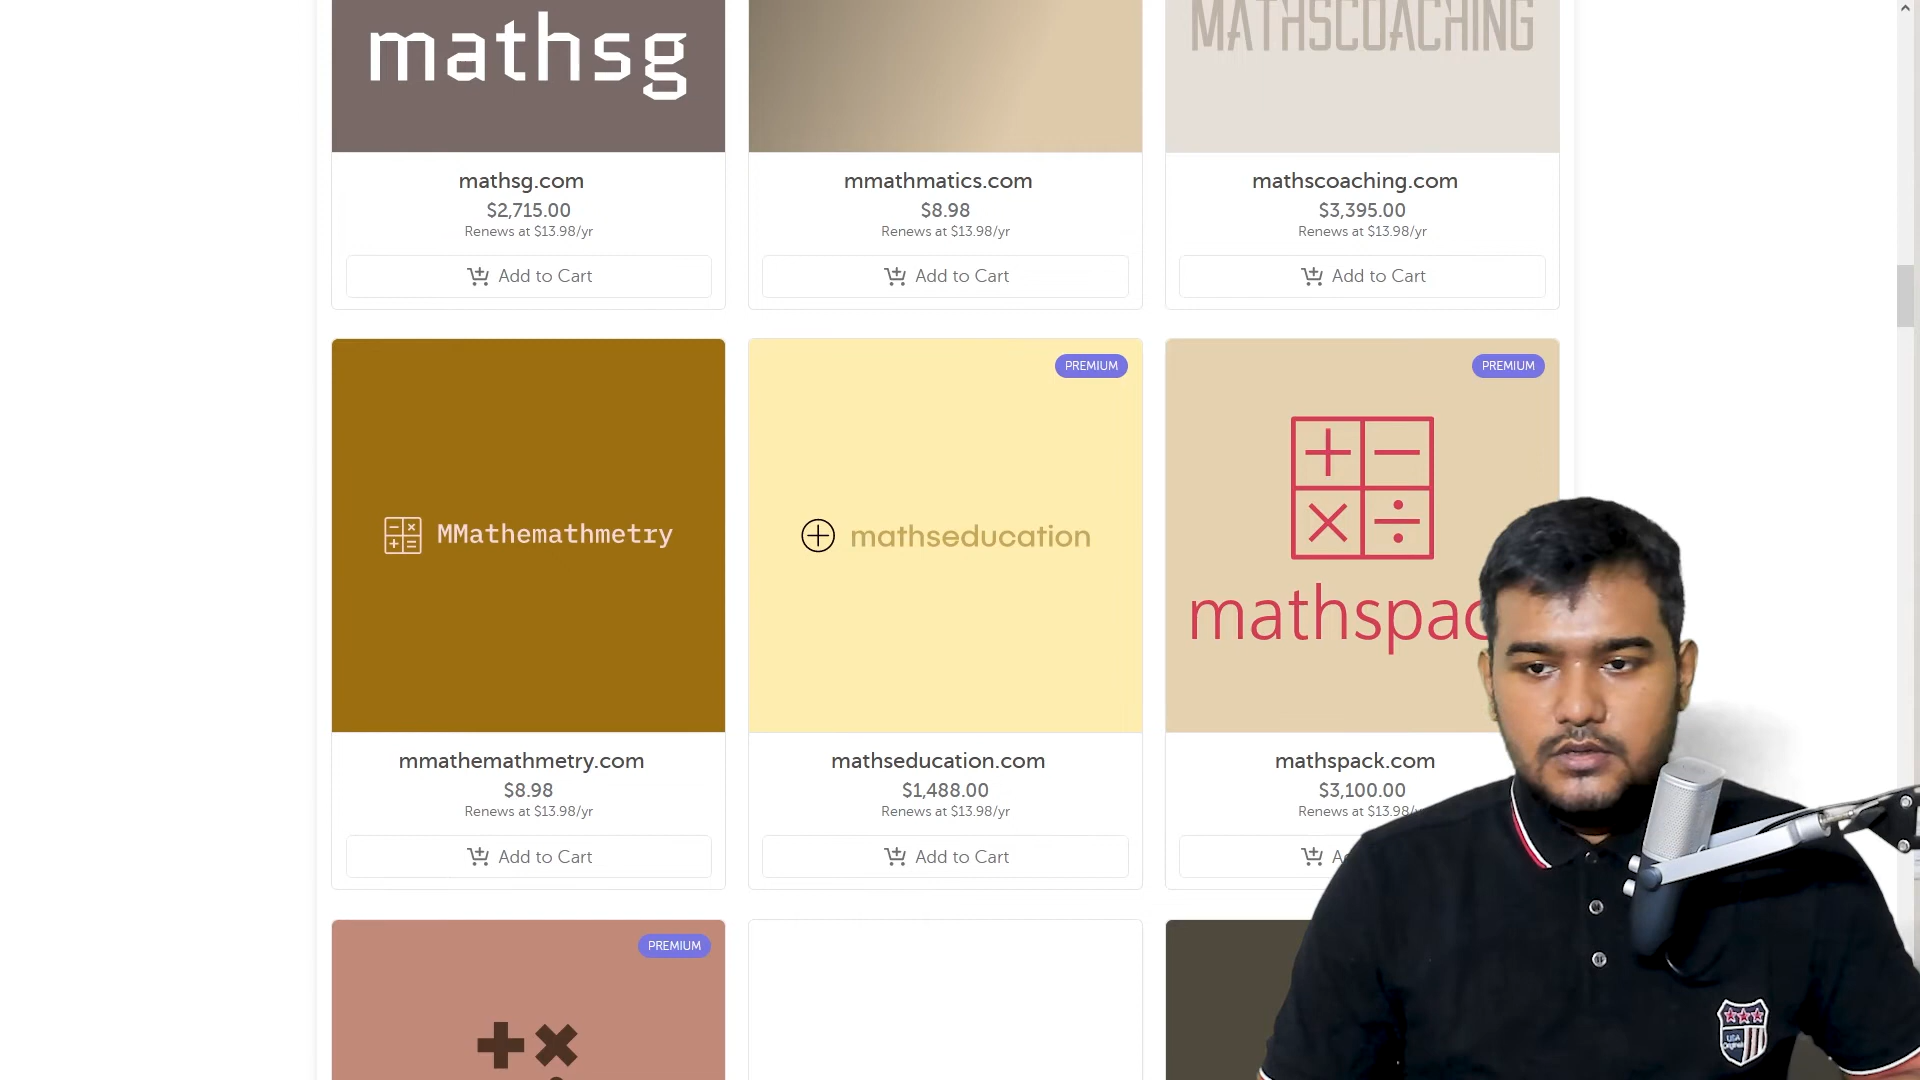 mathsg
MATHSCOACHING
mathsg.com
$2,715.00
Renews at $13.98/yr
Add to Cart
mmathmatics.com
$8.98
Renews at $13.98/yr
Add to Cart
mathscoaching.com
$3,395.00
Renews at $13.98/yr
Add to Cart
MMathemathmetry
PREMIUM
mathseducation
PREMIUM
mathspac
mmathemathmetry.com
$8.98
Renews at $13.98/yr
Add to Cart
mathseducation.com
$1,488.00
Renews at $13.98/yr
Add to Cart
mathspack.com
$3,100.00
Renews at $13.98/y
PREMIUM
USA